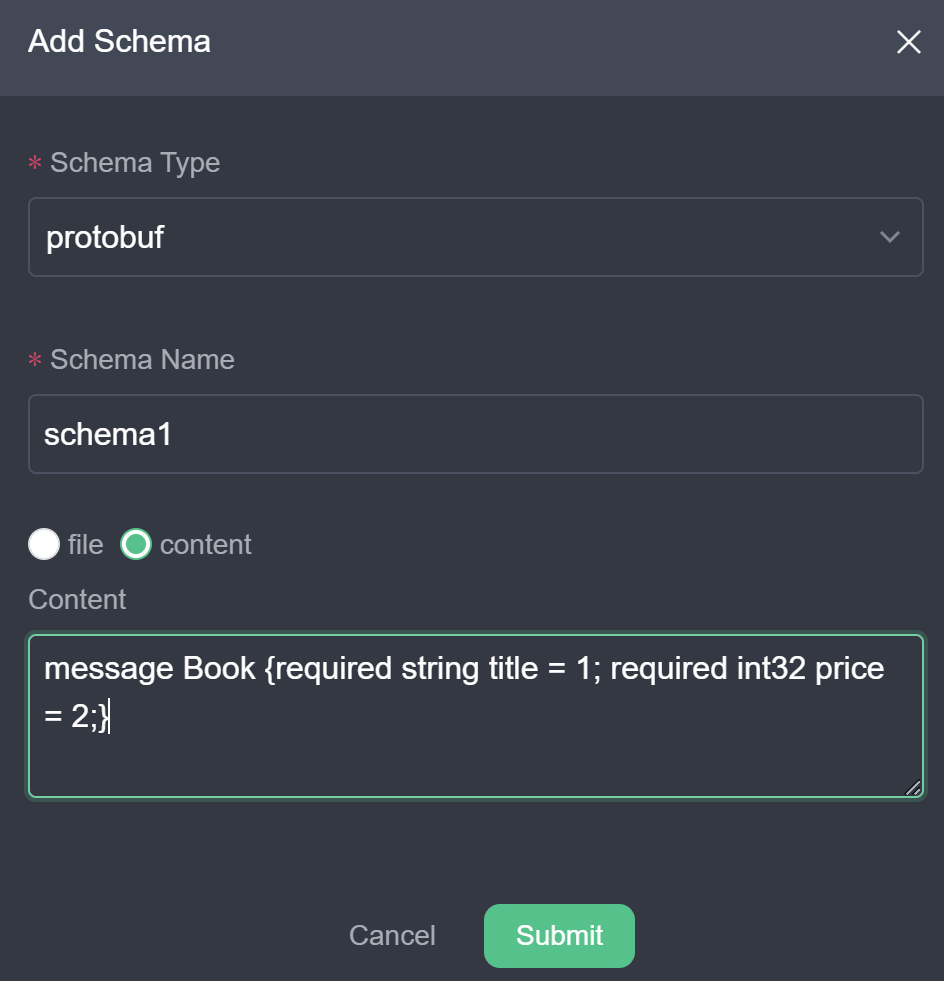 Add Schema
* Schema Type
protobuf
* Schema Name
schema1
file content
Content
message Book {required string title = 1; required int32 price
= 2;}
Cancel Submit